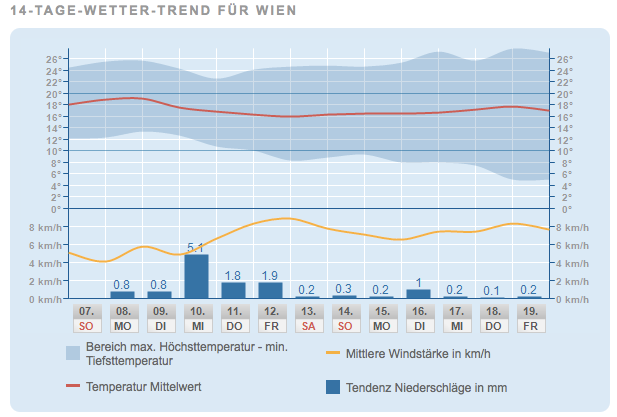 14-TAGE-WETTER-TREND FÜR WIEN
26° 26°
24° 24°
22° 22°
20° 20°
18° 18°
16° 16°
14° 14°
12° 12°
10° 10°
8° 8°
6° 6°
4° 4°
2° 2°
0° 0°
8 km/h 8 km/h
6 km/h 6 km/h
4 km/h 4 km/h
2 km/h 2 km/h
0 km/h 0 km/h
0.8 0.8 5.1 1.8 1.9 0.2 0.3 0.2 1 0.2 0.1 0.2
07. 08. 09. 10. 11. 12. 13. 14. 15. 16. 17. 18. 19.
SO MO DI MI DO FR SA SO MO DI MI DO FR
Bereich max. Höchsttemperatur - min.
Tiefsttemperatur
Mittlere Windstärke in km/h
Temperatur Mittelwert
Tendenz Niederschläge in mm